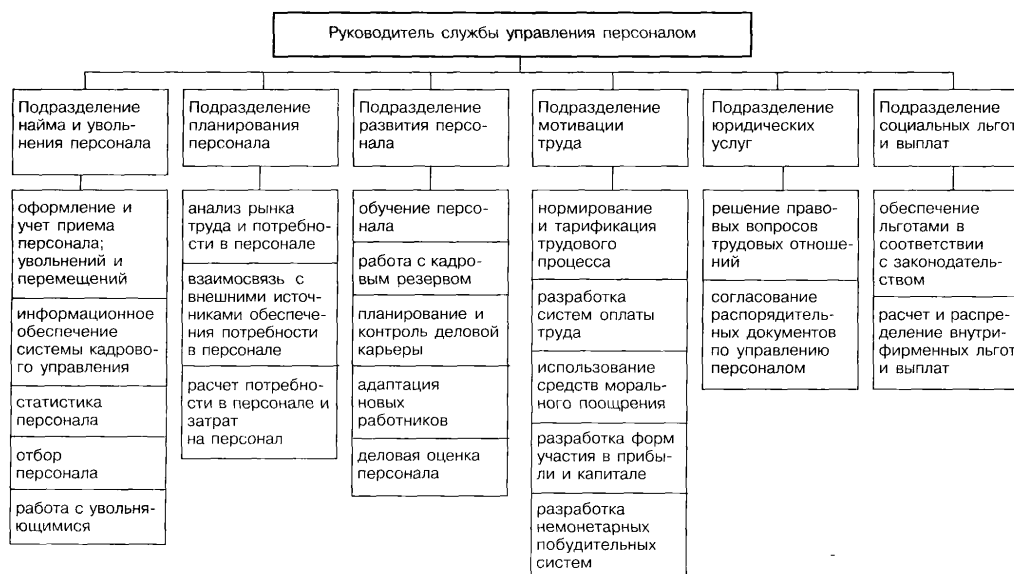 Руководитель службы управления персоналом
Подразделение
найма и уволь-
нения персонала
Подразделение
планирования
персонала
Подразделение
развития персо-
нала
Подразделение
мотивации
труда
Подразделение
юридических
услуг
Подразделение
социальных льгот
и выплат
оформление и
учет приема
персонала;
увольнений и
перемещений
информационное
обеспечение
системы кадрово-
го управления
статистика
персонала
отбор
персонала
работа с увольня-
ющимися
анализ рынка
труда и потребно-
сти в персонале
взаимосвязь с
внешними источ-
никами обеспече-
ния потребности
в персонале
расчет потребно-
сти в персонале и
затрат
на персонал
обучение персо-
нала
работа с кадро-
вым резервом
планирование и
контроль деловой
карьеры
адаптация
новых
работников
деловая оценка
персонала
нормирование
и тарификация
трудового
процесса
разработка
систем оплаты
труда
использование
средств мораль-
ного поощрения
разработка форм
участия в прибы-
ли и капитале
разработка
немонетарных
побудительных
систем
решение право-
вых вопросов
трудовых отноше-
ний
согласование
распорядитель-
ных документов
по управлению
персоналом
обеспечение
льготами в
соответствии
с законодатель-
ством
расчет и распре-
деление внутри-
фирменных льгот
и выплат